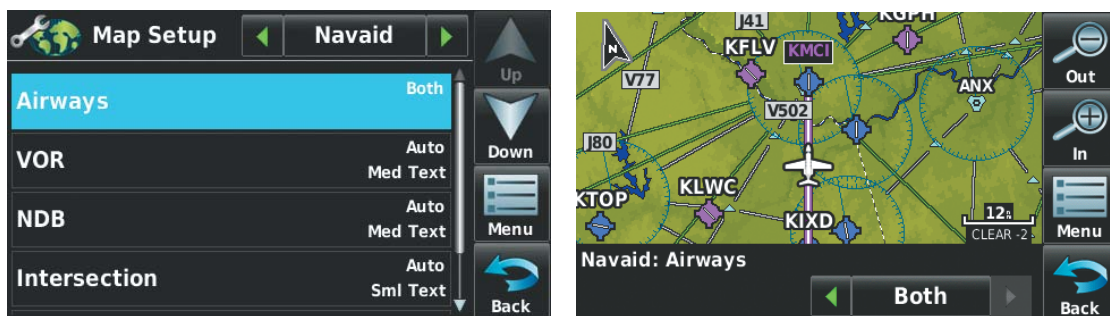 Map Setup
Navaid
Up
Airways
Both
VOR
Auto
Med Text
Down
NDB
Auto
Med Text
Menu
Intersection
Auto
Sml Text
Back
J41
KGPH
KFLV
KMCI
N
V77
ANX
Out
V502
J80
In
KLWC
KTOP
KIXD
12
CLEAR -2
Menu
Navaid: Airways
Both
Back